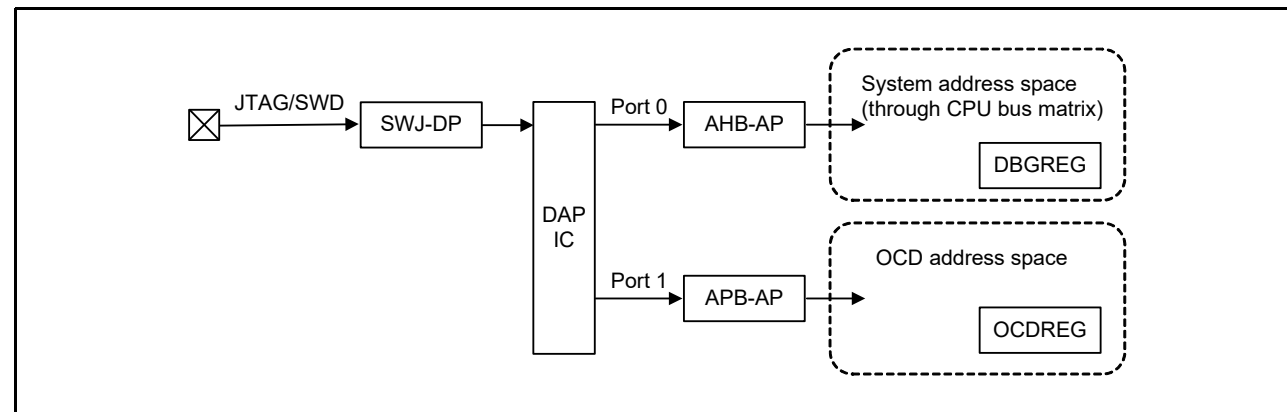 JTAG/SWD
SWJ-DP
DAP
IC
Port 0
AHB-AP
System address space
(through CPU bus matrix)
DBGREG
Port 1
APB-AP
OCD address space
OCDREG